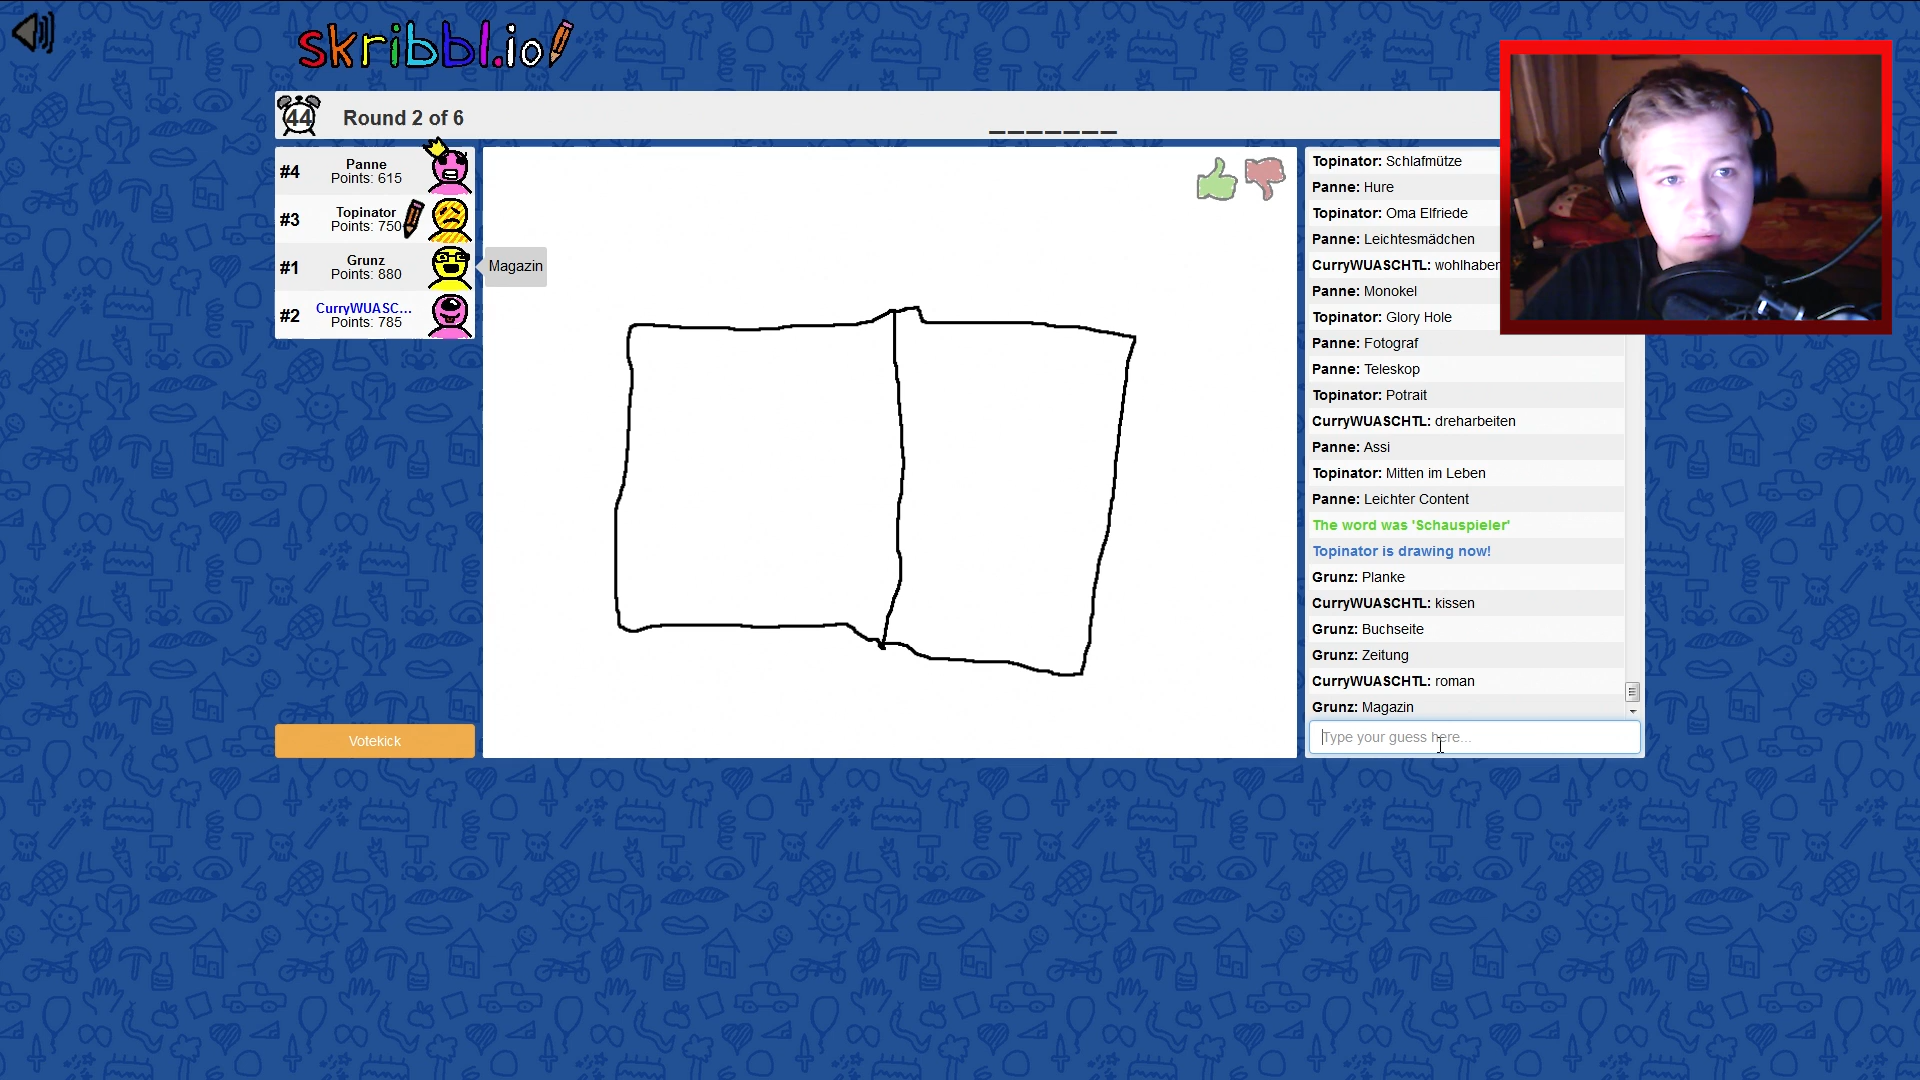 skribbl.io
44
Round 2 of 6
_______
#4
Panne
Points: 615
#3
Topinator
Points: 750
#1
Grunz
Points: 880
#2
CurryWUASC...
Points: 785
Magazin
Votekick
Topinator: Schlafmütze
Panne: Hure
Topinator: Oma Elfriede
Panne: Leichtesmädchen
CurryWUASCHTL: wohlhaber
Panne: Monokel
Topinator: Glory Hole
Panne: Fotograf
Panne: Teleskop
Topinator: Potrait
CurryWUASCHTL: dreharbeiten
Panne: Assi
Topinator: Mitten im Leben
Panne: Leichter Content
The word was 'Schauspieler'
Topinator is drawing now!
Grunz: Planke
CurryWUASCHTL: kissen
Grunz: Buchseite
Grunz: Zeitung
CurryWUASCHTL: roman
Grunz: Magazin
Type your guess here...